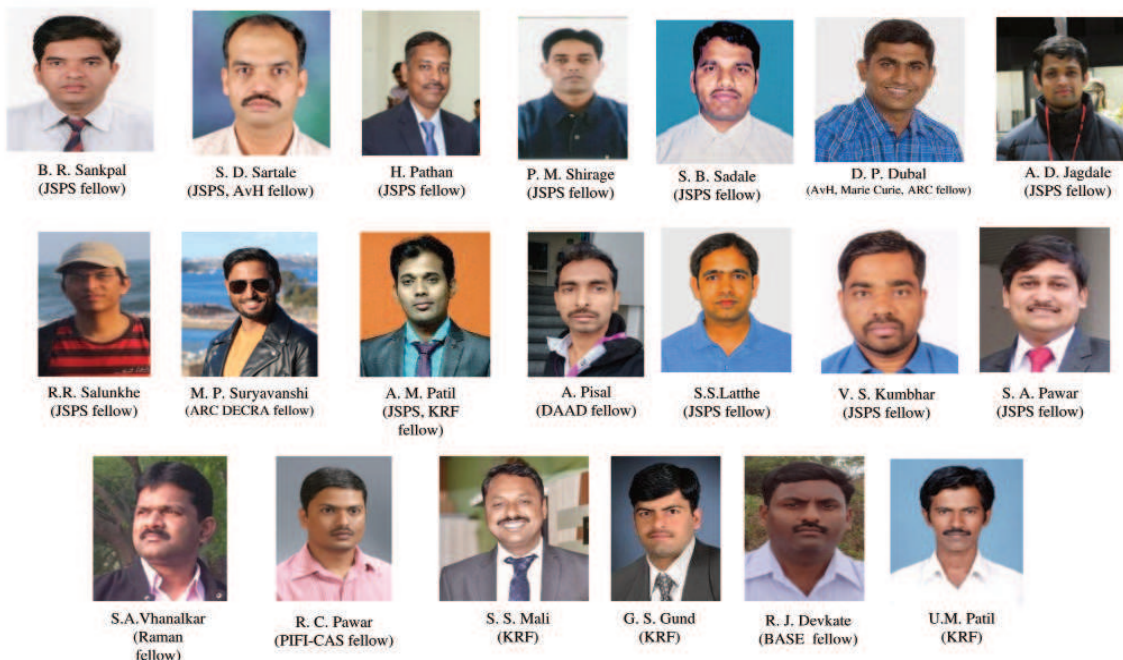 B. R. Sankpal
(JSPS fellow)
S. D. Sartale
(JSPS, AvH fellow)
H. Pathan
(JSPS fellow)
P. M. Shirage
(JSPS fellow)
S. B. Sadale
(JSPS fellow)
D. P. Dubal
(AvH, Marie Curie, ARC fellow)
A. D. Jagdale
(JSPS fellow)
R.R. Salunkhe
(JSPS fellow)
M. P. Suryavanshi
(ARC DECRA fellow)
A. M. Patil
(JSPS, KRF
fellow)
A. Pisal
(DAAD fellow)
S.S.Latthe
(JSPS fellow)
V. S. Kumbhar
(JSPS fellow)
S. A. Pawar
(JSPS fellow)
S.A.Vhanalkar
(Raman
fellow)
R. C. Pawar
(PIFI-CAS fellow)
S. S. Mali
(KRF)
G. S. Gund
(KRF)
R. J. Devkate
(BASE fellow)
U.M. Patil
(KRF)